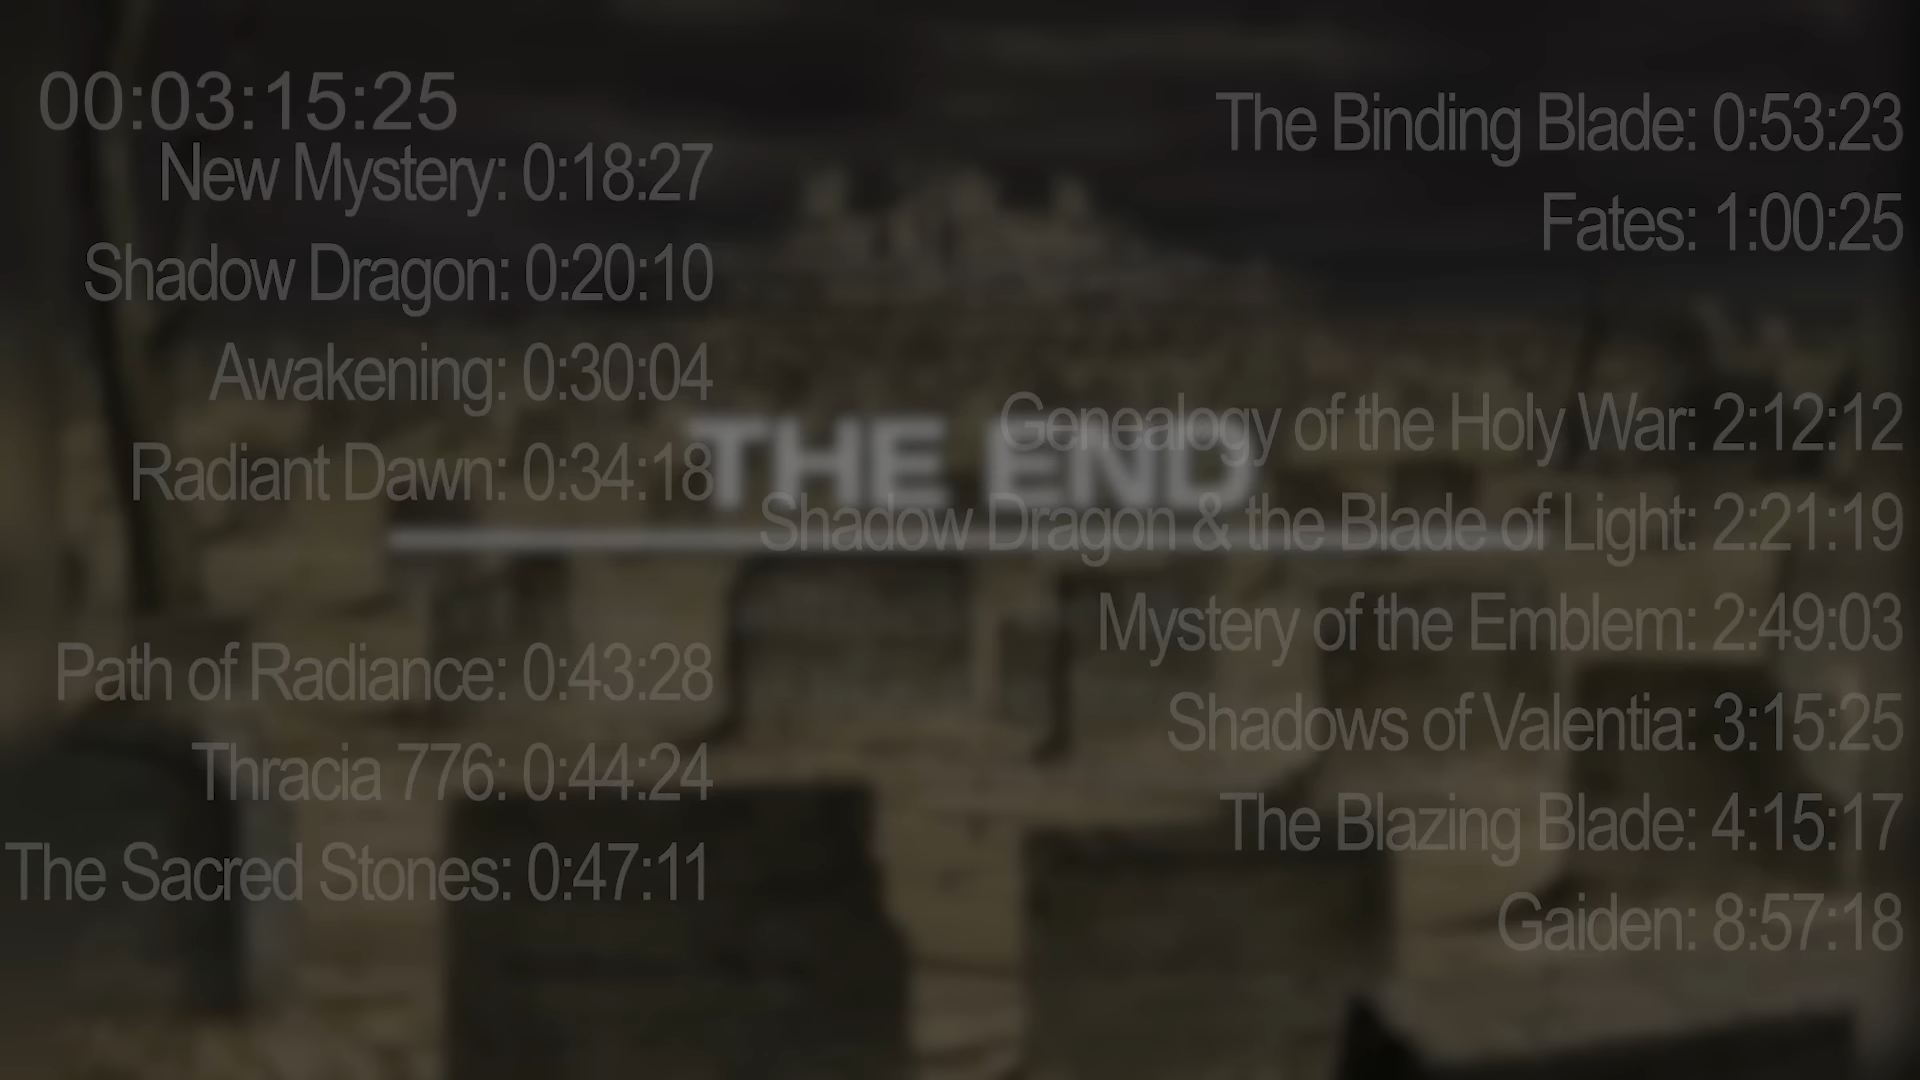 00:03:15:25
New Mystery: 0:18:27
Shadow Dragon: 0:20:10
Awakening: 0:30:04
Radiant Dawn: 0:34:18
Path of Radiance: 0:43:28
Thracia 776: 0:44:24
The Sacred Stones: 0:47:11
THE END
The Binding Blade: 0:53:23
Fates: 1:00:25
Genealogy of the Holy War: 2:12:12
Shadow Dragon & the Blade of Light: 2:21:19
Mystery of the Emblem: 2:49:03
Shadows of Valentia: 3:15:25
The Blazing Blade: 4:15:17
Gaiden: 8:57:18